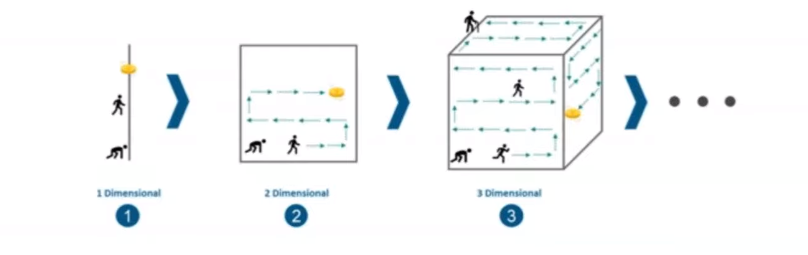 1 Dimensional
1
2 Dimensional
2
3 Dimensional
3